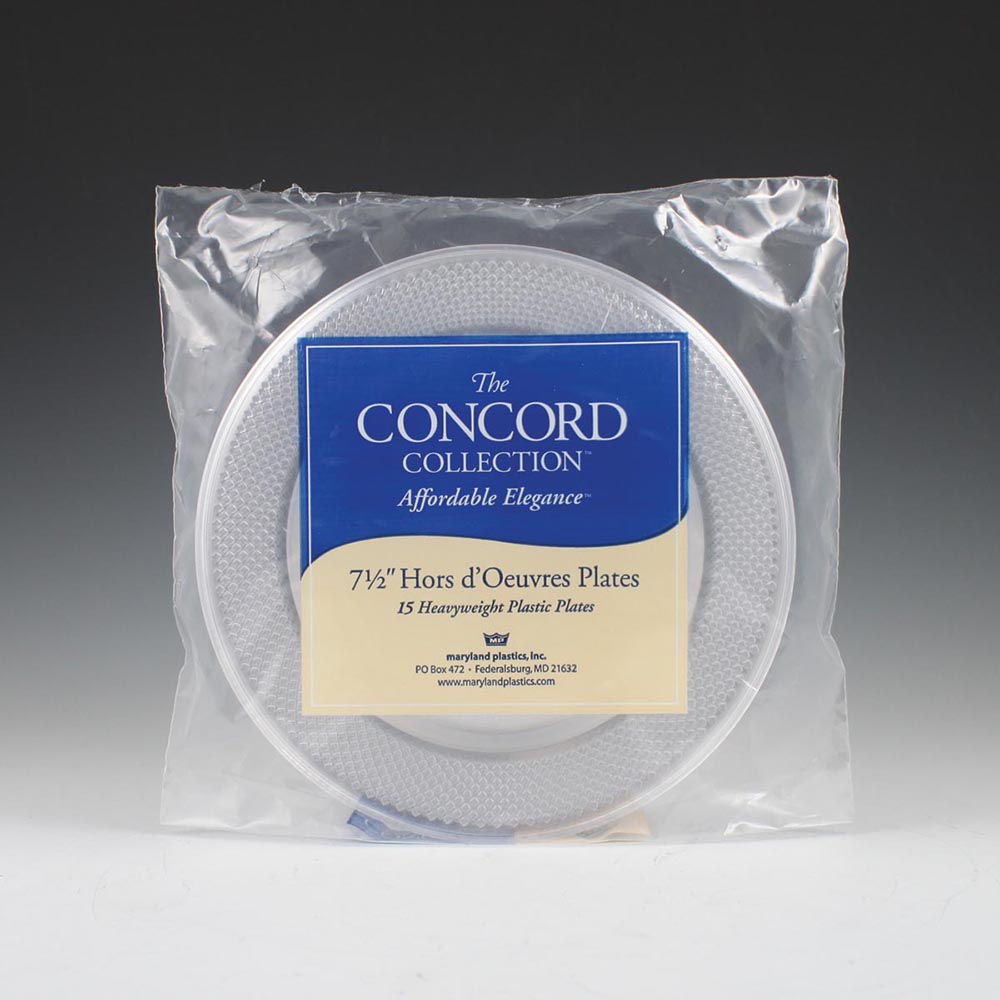 The
CONCORD
COLLECTION™
Affordable Elegance™
7½" Hors d'Oeuvres Plates
15 Heavyweight Plastic Plates
MP
maryland plastics, Inc.
PO Box 472 · Federalsburg, MD 21632
www.marylandplastics.com